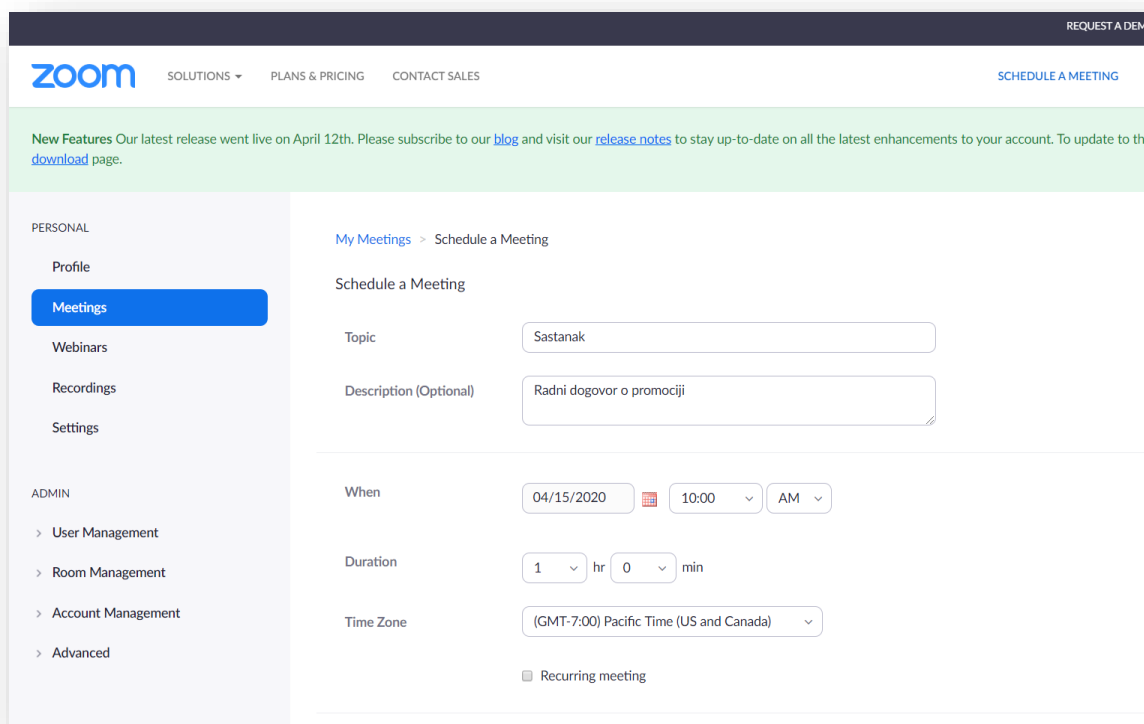 REQUEST A DEM
zoom SOLUTIONS PLANS & PRICING CONTACT SALES SCHEDULE A MEETING
New Features Our latest release went live on April 12th. Please subscribe to our blog and visit our release notes to stay up-to-date on all the latest enhancements to your account. To update to th
download page.
PERSONAL
Profile
Meetings
Webinars
Recordings
Settings
ADMIN
User Management
Room Management
Account Management
Advanced
My Meetings > Schedule a Meeting
Schedule a Meeting
Topic Sastanak
Description (Optional) Radni dogovor o promociji
When 04/15/2020 10:00 AM
Duration 1 hr 0 min
Time Zone (GMT-7:00) Pacific Time (US and Canada)
Recurring meeting